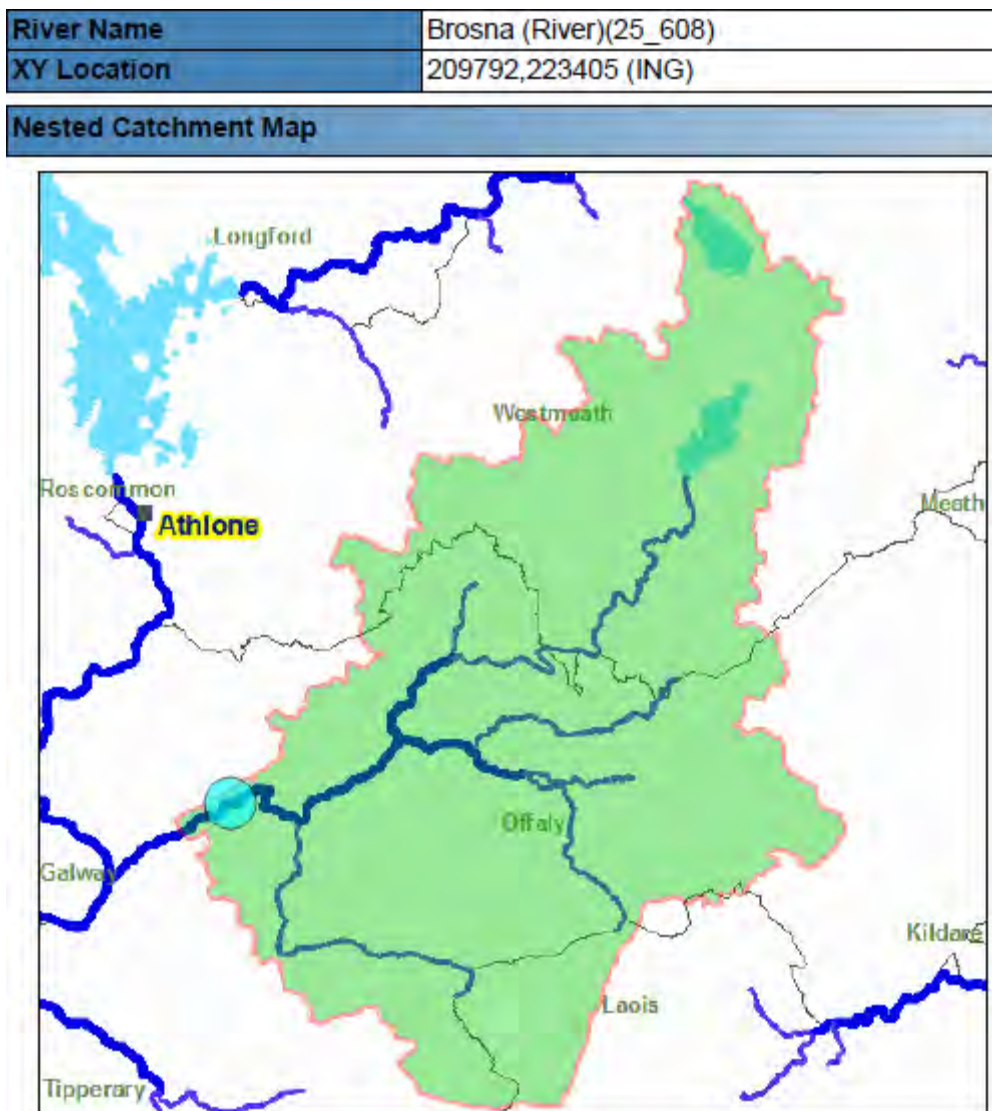 River Name Brosna (River)(25_608)
XY Location 209792,223405 (ING)
Nested Catchment Map
Longford
Westmeath
Roscommon
Meath
Athlone
Offaly
Galway
Kildare
Laois
Tipperary